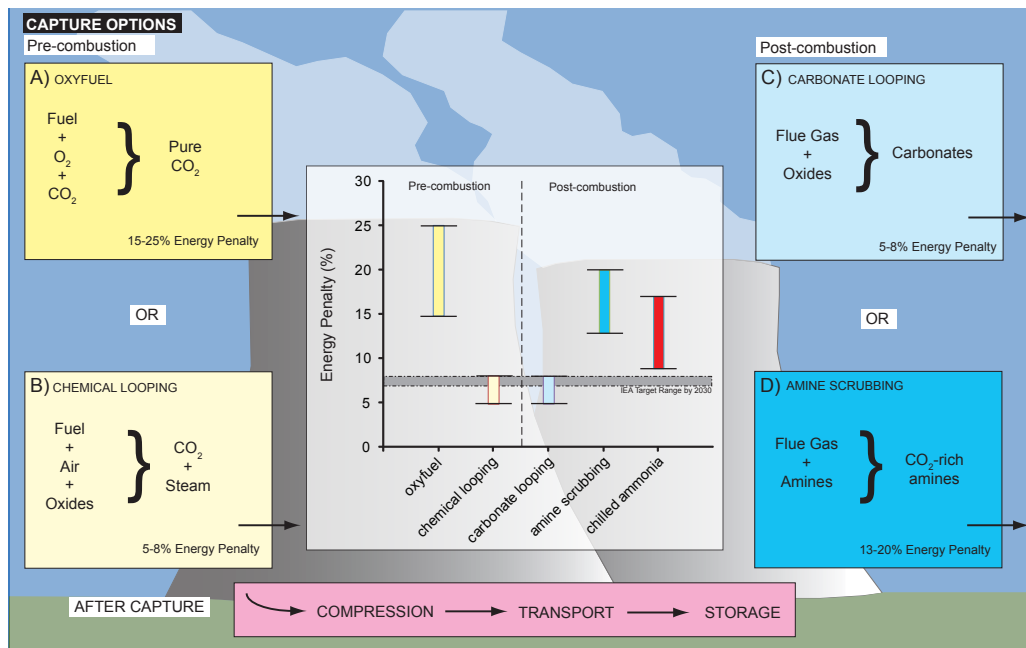 CAPTURE OPTIONS
Pre-combustion
A) OXYFUEL
Fuel
+
O₂
+
CO₂
}
Pure
CO₂
15-25% Energy Penalty
OR
B) CHEMICAL LOOPING
Fuel
+
Air
+
Oxides
}
CO₂
+
Steam
5-8% Energy Penalty
Pre-combustion
Post-combustion
Energy Penalty (%)
30
25
20
15
10
5
0
IEA Target Range by 2030
oxyfuel
chemical looping
carbonate looping
amine scrubbing
chilled ammonia
Post-combustion
C) CARBONATE LOOPING
Flue Gas
+
Oxides
}
Carbonates
5-8% Energy Penalty
OR
D) AMINE SCRUBBING
Flue Gas
+
Amines
}
CO₂-rich
amines
13-20% Energy Penalty
AFTER CAPTURE
COMPRESSION
TRANSPORT
STORAGE